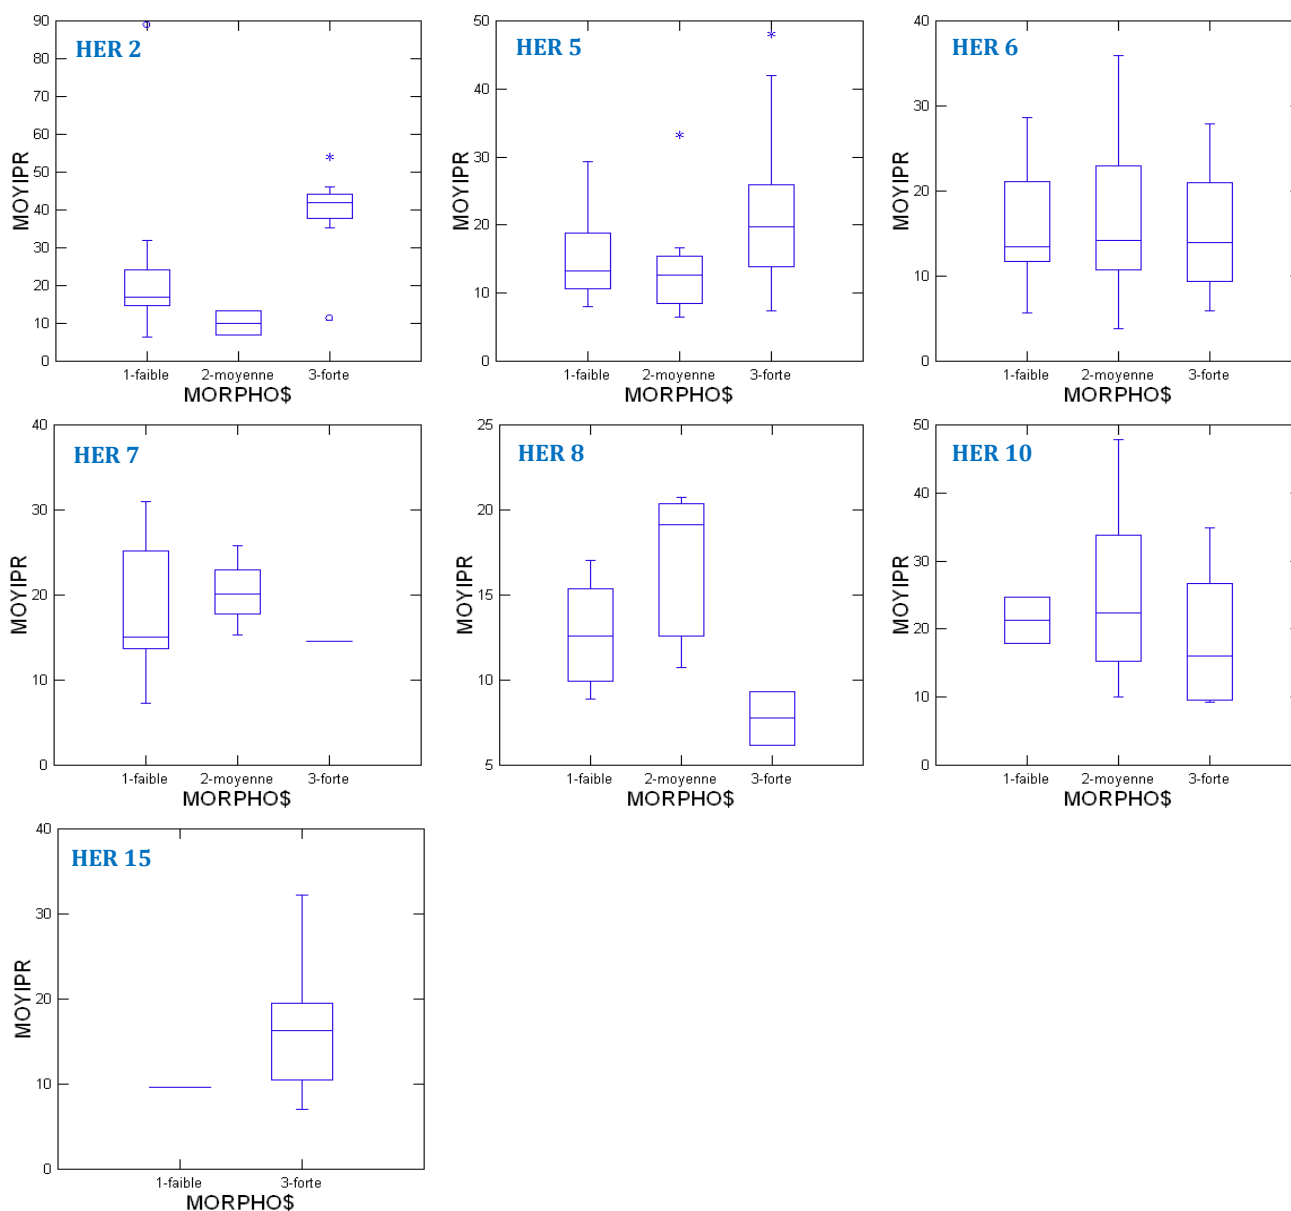 HER 2
MOYIPR
90
80
70
60
50
40
30
20
10
0
1-faible 2-moyenne 3-forte
MORPHO$
HER 5
MOYIPR
50
40
30
20
10
0
1-faible 2-moyenne 3-forte
MORPHO$
HER 6
MOYIPR
40
30
20
10
0
1-faible 2-moyenne 3-forte
MORPHO$
HER 7
MOYIPR
40
30
20
10
0
1-faible 2-moyenne 3-forte
MORPHO$
HER 8
MOYIPR
25
20
15
10
5
1-faible 2-moyenne 3-forte
MORPHO$
HER 10
MOYIPR
50
40
30
20
10
0
1-faible 2-moyenne 3-forte
MORPHO$
HER 15
MOYIPR
40
30
20
10
0
1-faible 3-forte
MORPHO$